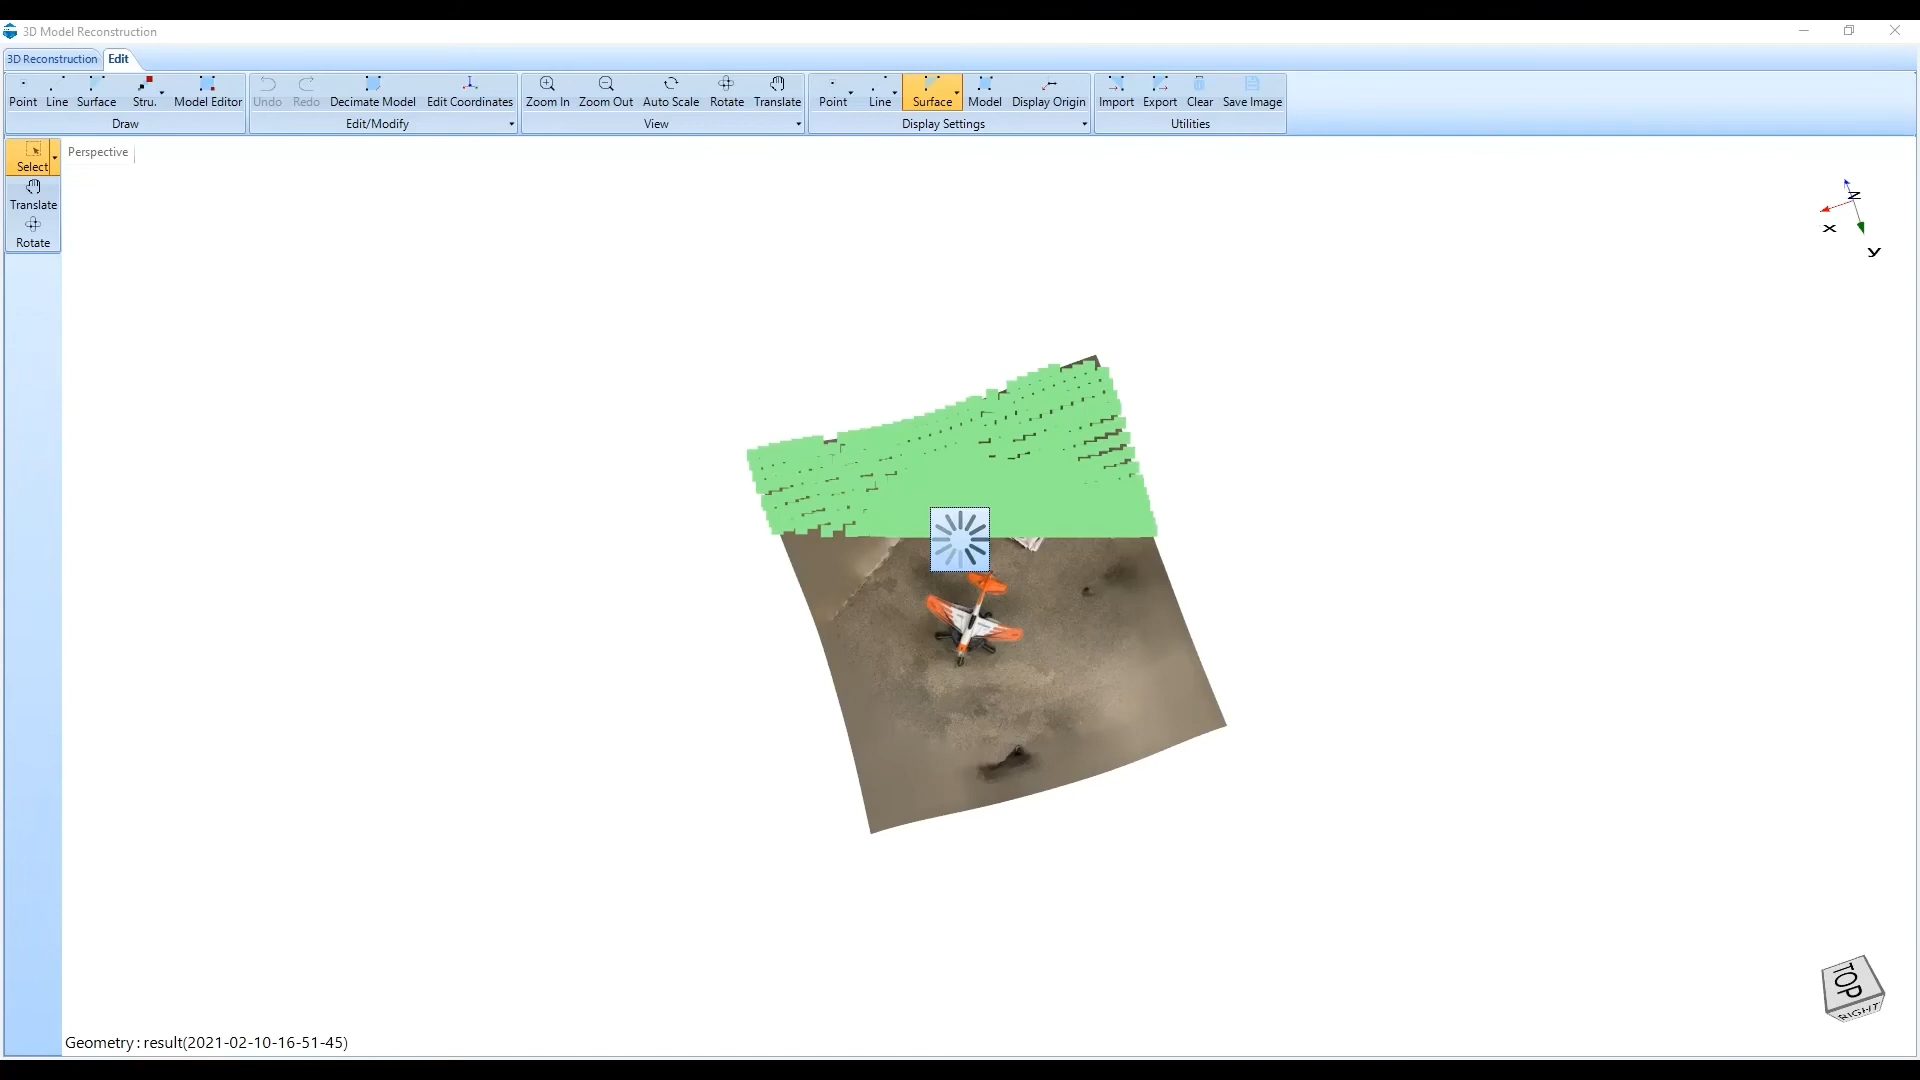 3D Model Reconstruction
3D Reconstruction Edit
Point Line Surface Stru. Model Editor Undo Redo Decimate Model Edit Coordinates Zoom In Zoom Out Auto Scale Rotate Translate Point Line Surface Model Display Origin Import Export Clear Save Image
Draw Edit/Modify View Display Settings Utilities
Select
Translate
Rotate
Perspective
Z
x
y
TOP
RIGHT
Geometry : result(2021-02-10-16-51-45)